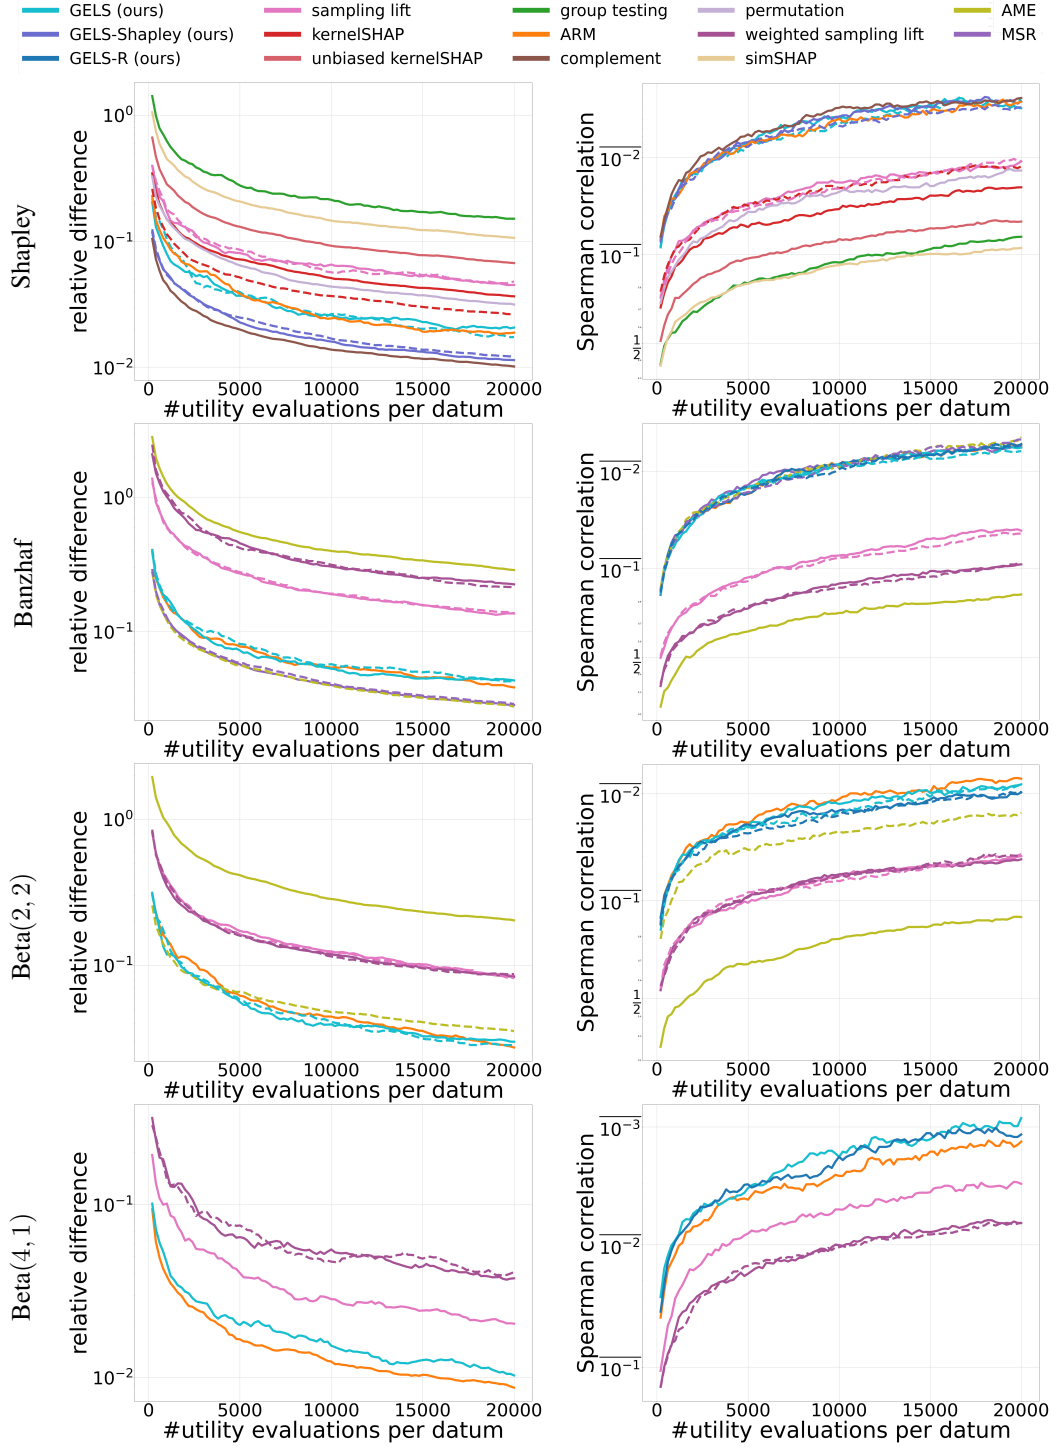 GELS (ours) sampling lift group testing permutation AME
GELS-Shapley (ours) kernelSHAP ARM weighted sampling lift MSR
GELS-R (ours) unbiased kernelSHAP complement simSHAP
Shapley
relative difference
10^0
10^-1
10^-2
0 5000 10000 15000 20000
#utility evaluations per datum
Spearman correlation
10^-2
10^-1
1/2
0 5000 10000 15000 20000
#utility evaluations per datum
Banzhaf
relative difference
10^0
10^-1
0 5000 10000 15000 20000
#utility evaluations per datum
Spearman correlation
10^-2
10^-1
1/2
0 5000 10000 15000 20000
#utility evaluations per datum
Beta(2, 2)
relative difference
10^0
10^-1
0 5000 10000 15000 20000
#utility evaluations per datum
Spearman correlation
10^-2
10^-1
1/2
0 5000 10000 15000 20000
#utility evaluations per datum
Beta(4, 1)
relative difference
10^-1
10^-2
0 5000 10000 15000 20000
#utility evaluations per datum
Spearman correlation
10^-3
10^-2
10^-1
0 5000 10000 15000 20000
#utility evaluations per datum